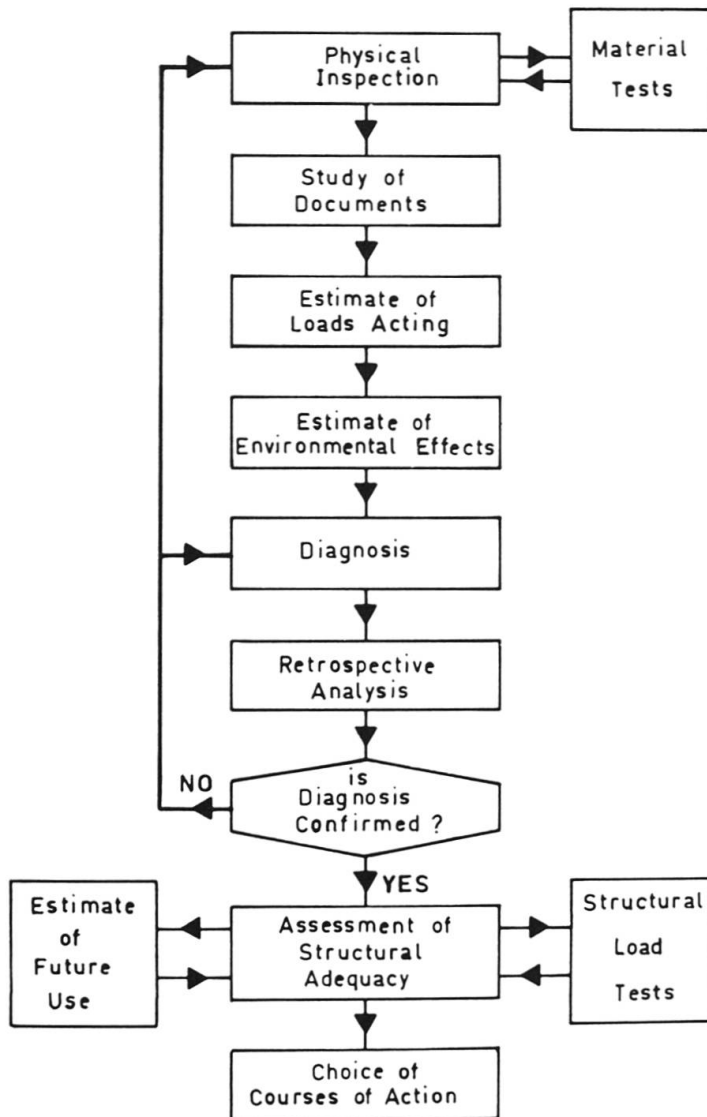 Physical
Inspection
Material
Tests
Study of
Documents
Estimate of
Loads Acting
Estimate of
Environmental Effects
Diagnosis
Retrospective
Analysis
is
Diagnosis
Confirmed ?
NO
YES
Estimate
of
Future
Use
Assessment of
Structural
Adequacy
Structural
Load
Tests
Choice of
Courses of Action